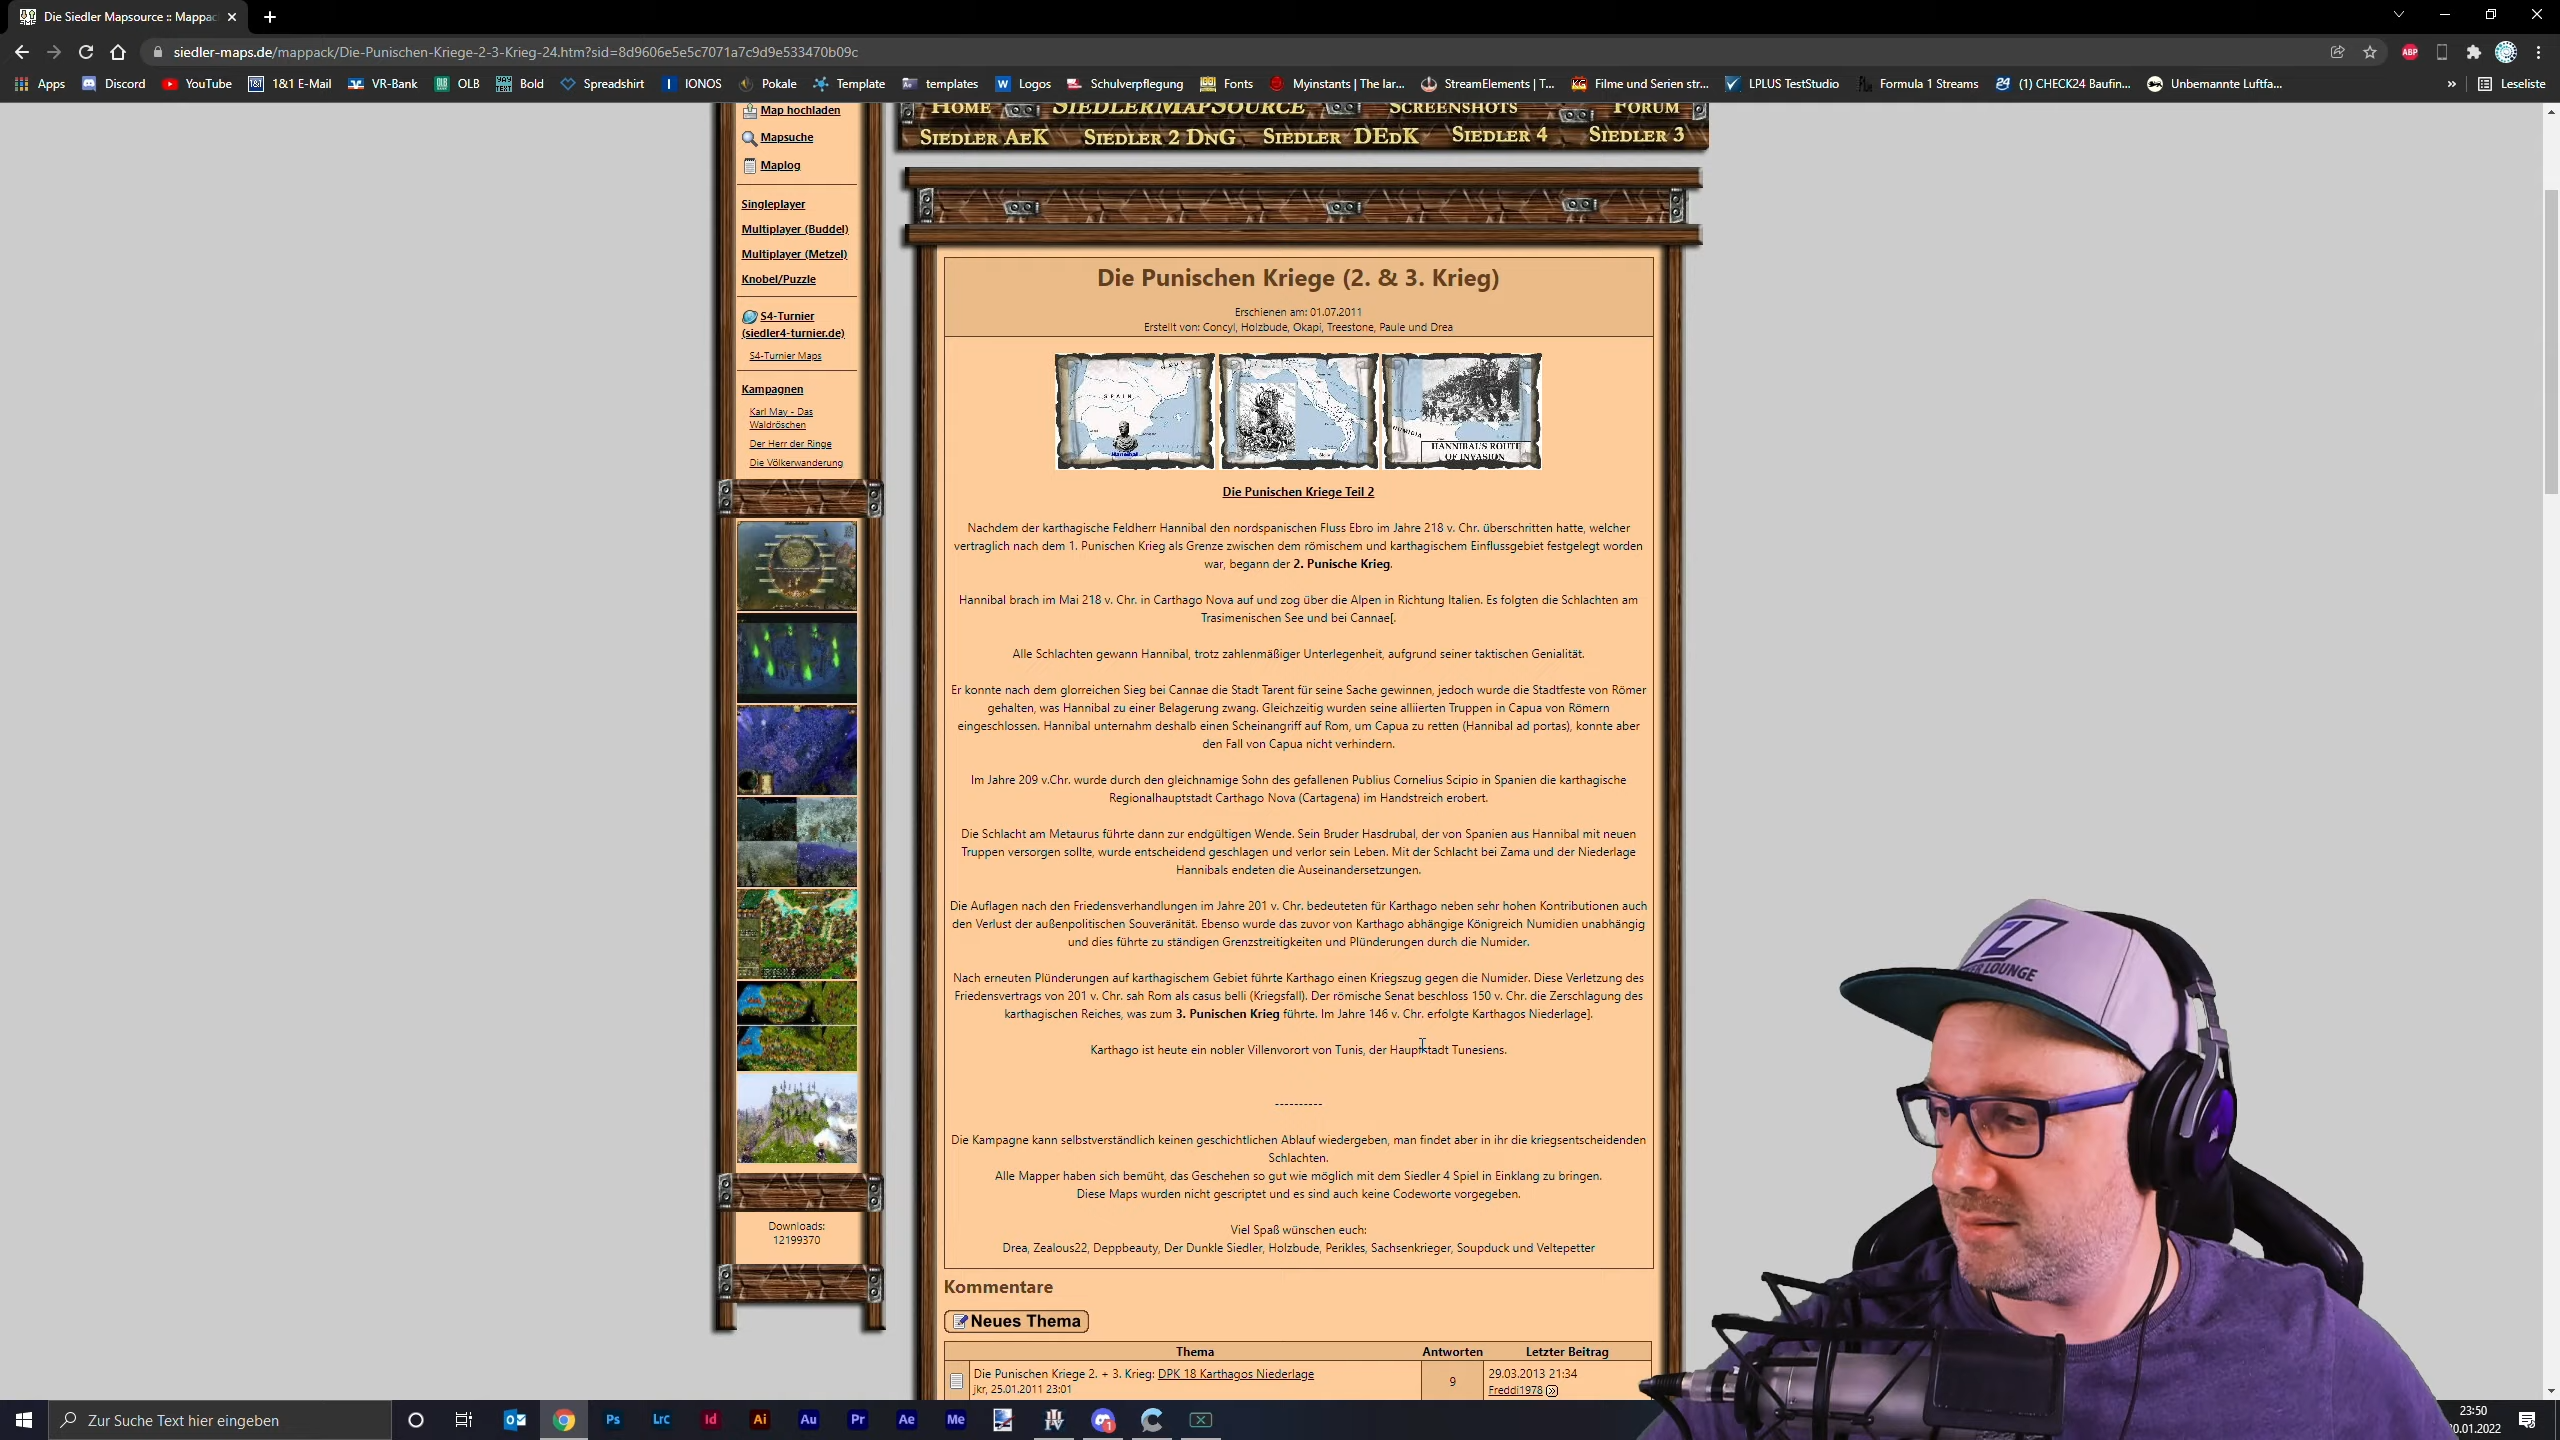 Die Siedler Mapsource :: Mappac
siedler-maps.de/mappack/Die-Punischen-Kriege-2-3-Krieg-24.htm?sid=8d9606e5e5c7071a7c9d9e533470b09c
ABP
Apps Discord YouTube 1&1 E-Mail VR-Bank OLB Bold Spreadshirt IONOS Pokale Template templates Logos Schulverpflegung Fonts Myinstants | The lar... StreamElements | T... Filme und Serien str... LPLUS TestStudio Formula 1 Streams (1) CHECK24 Baufin... Unbemannte Luftfa... » Leseliste
Map hochladen
Mapsuche
Maplog
Singleplayer
Multiplayer (Buddel)
Multiplayer (Metzel)
Knobel/Puzzle
S4-Turnier
(siedler4-turnier.de)
S4-Turnier Maps
Kampagnen
Karl May - Das
Waldröschen
Der Herr der Ringe
Die Völkerwanderung
Downloads:
12199370
HOME SIEDLERMAPSOURCE SCREENSHOTS FORUM
SIEDLER AEK SIEDLER 2 DNG SIEDLER DEDK SIEDLER 4 SIEDLER 3
Die Punischen Kriege (2. & 3. Krieg)
Erschienen am: 01.07.2011
Erstellt von: Concyl, Holzbude, Okapi, Treestone, Paule und Drea
SPAIN
Hannibal
NUMIDIA
HANNIBAL'S ROUTE
OF INVASION
Die Punischen Kriege Teil 2
Nachdem der karthagische Feldherr Hannibal den nordspanischen Fluss Ebro im Jahre 218 v. Chr. überschritten hatte, welcher
vertraglich nach dem 1. Punischen Krieg als Grenze zwischen dem römischem und karthagischem Einflussgebiet festgelegt worden
war, begann der 2. Punische Krieg.
Hannibal brach im Mai 218 v. Chr. in Carthago Nova auf und zog über die Alpen in Richtung Italien. Es folgten die Schlachten am
Trasimenischen See und bei Cannae[.
Alle Schlachten gewann Hannibal, trotz zahlenmäßiger Unterlegenheit, aufgrund seiner taktischen Genialität.
Er konnte nach dem glorreichen Sieg bei Cannae die Stadt Tarent für seine Sache gewinnen, jedoch wurde die Stadtfeste von Römer
gehalten, was Hannibal zu einer Belagerung zwang. Gleichzeitig wurden seine alliierten Truppen in Capua von Römern
eingeschlossen. Hannibal unternahm deshalb einen Scheinangriff auf Rom, um Capua zu retten (Hannibal ad portas), konnte aber
den Fall von Capua nicht verhindern.
Im Jahre 209 v.Chr. wurde durch den gleichnamige Sohn des gefallenen Publius Cornelius Scipio in Spanien die karthagische
Regionalhauptstadt Carthago Nova (Cartagena) im Handstreich erobert.
Die Schlacht am Metaurus führte dann zur endgültigen Wende. Sein Bruder Hasdrubal, der von Spanien aus Hannibal mit neuen
Truppen versorgen sollte, wurde entscheidend geschlagen und verlor sein Leben. Mit der Schlacht bei Zama und der Niederlage
Hannibals endeten die Auseinandersetzungen.
Die Auflagen nach den Friedensverhandlungen im Jahre 201 v. Chr. bedeuteten für Karthago neben sehr hohen Kontributionen auch
den Verlust der außenpolitischen Souveränität. Ebenso wurde das zuvor von Karthago abhängige Königreich Numidien unabhängig
und dies führte zu ständigen Grenzstreitigkeiten und Plünderungen durch die Numider.
Nach erneuten Plünderungen auf karthagischem Gebiet führte Karthago einen Kriegszug gegen die Numider. Diese Verletzung des
Friedensvertrags von 201 v. Chr. sah Rom als casus belli (Kriegsfall). Der römische Senat beschloss 150 v. Chr. die Zerschlagung des
karthagischen Reiches, was zum 3. Punischen Krieg führte. Im Jahre 146 v. Chr. erfolgte Karthagos Niederlage].
Karthago ist heute ein nobler Villenvorort von Tunis, der Hauptstadt Tunesiens.
----------
Die Kampagne kann selbstverständlich keinen geschichtlichen Ablauf wiedergeben, man findet aber in ihr die kriegsentscheidenden
Schlachten.
Alle Mapper haben sich bemüht, das Geschehen so gut wie möglich mit dem Siedler 4 Spiel in Einklang zu bringen.
Diese Maps wurden nicht gescriptet und es sind auch keine Codeworte vorgegeben.
Viel Spaß wünschen euch:
Drea, Zealous22, Deppbeauty, Der Dunkle Siedler, Holzbude, Perikles, Sachsenkrieger, Soupduck und Veltepetter
Kommentare
Neues Thema
Thema Antworten Letzter Beitrag
Die Punischen Kriege 2. + 3. Krieg: DPK 18 Karthagos Niederlage 9 29.03.2013 21:34
jkr, 25.01.2011 23:01 Freddi1978
LOUNGE
Zur Suche Text hier eingeben
Ps Lrc Id Ai Au Pr Ae Me
23:50
0.01.2022